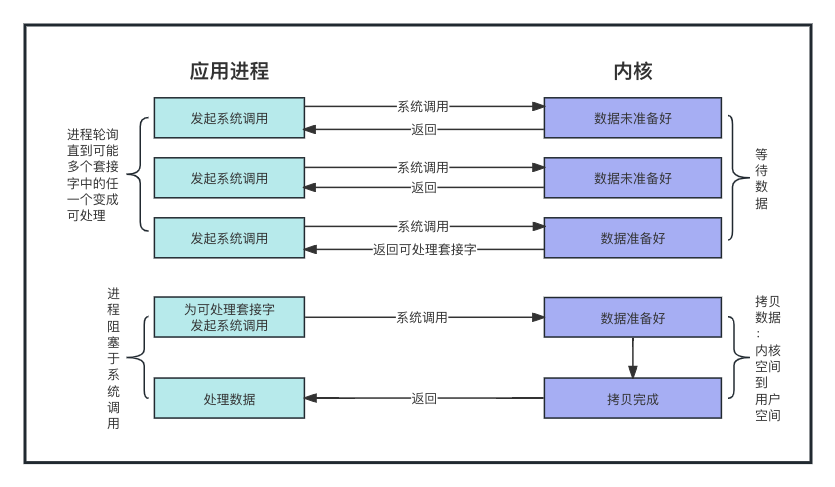 应用进程
内核
发起系统调用
系统调用
返回
数据未准备好
进程轮询
直到可能
多个套接
字中的任
一个变成
可处理
发起系统调用
系统调用
返回
数据未准备好
等
待
数
据
发起系统调用
系统调用
返回可处理套接字
数据准备好
进
程
阻
塞
于
系
统
调
用
为可处理套接字
发起系统调用
系统调用
数据准备好
拷贝
数据
:
内核
空间
到
用户
空间
处理数据
返回
拷贝完成